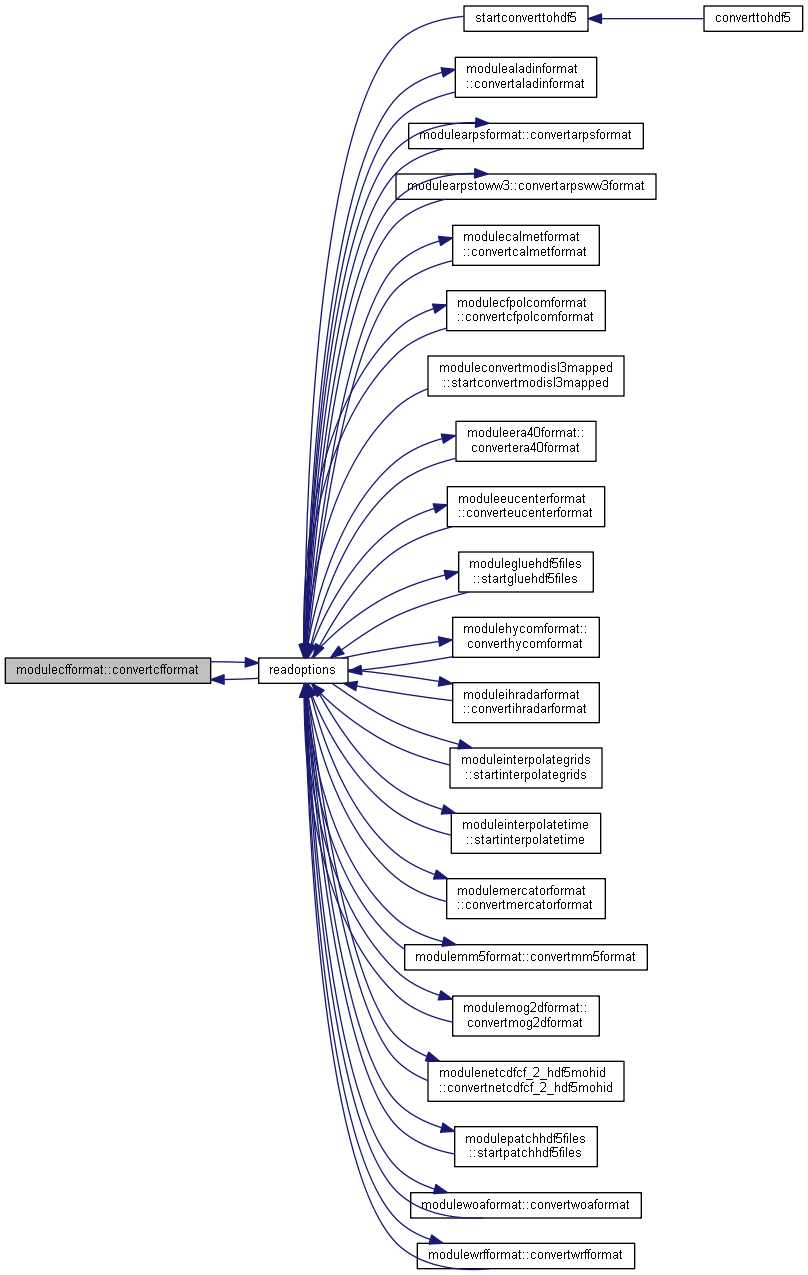 startconverttohdf5
converttohdf5
modulealadinformat
::convertaladinformat
modulearpsformat::convertarpsformat
modulearpstoww3::convertarpsww3format
modulecalmetformat
::convertcalmetformat
modulecfpolcomformat
::convertcfpolcomformat
moduleconvertmodisl3mapped
::startconvertmodisl3mapped
moduleera40format::
convertera40format
moduleeucenterformat
::converteucenterformat
modulegluehdf5files
::startgluehdf5files
modulehycomformat::
converthycomformat
modulecfformat::convertcfformat
readoptions
moduleihradarformat
::convertihradarformat
moduleinterpolategrids
::startinterpolategrids
moduleinterpolatetime
::startinterpolatetime
modulemercatorformat
::convertmercatorformat
modulemm5format::convertmm5format
modulemog2dformat::
convertmog2dformat
modulenetcdfcf_2_hdf5mohid
::convertnetcdfcf_2_hdf5mohid
modulepatchhdf5files
::startpatchhdf5files
modulewoaformat::convertwoaformat
modulewrfformat::convertwrfformat